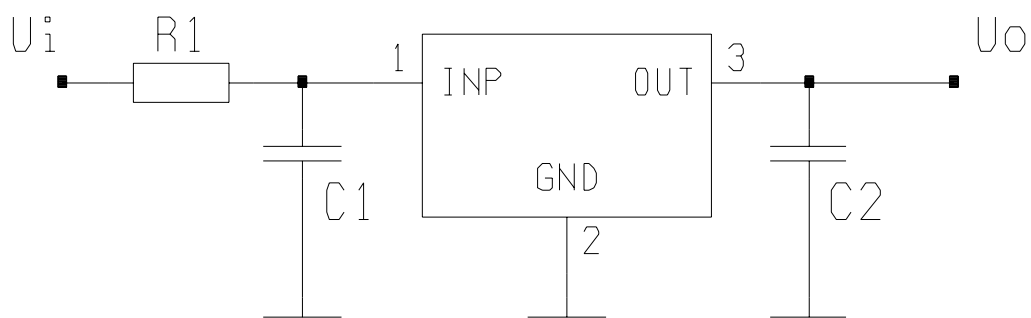 Ui R1 Uo
1 3
INP OUT
GND
C1 C2
2